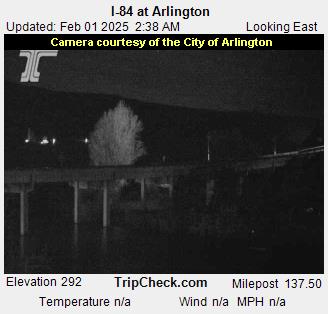 I-84 at Arlington
Updated: Feb 01 2025 2:38 AM Looking East
Camera courtesy of the City of Arlington
Elevation 292 TripCheck.com Milepost 137.50
Temperature n/a Wind n/a MPH n/a